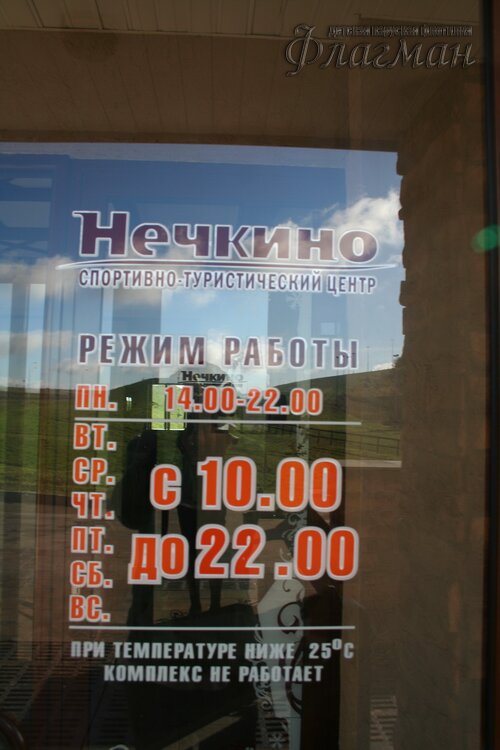 Флагман
Нечкино
СПОРТИВНО-ТУРИСТИЧЕСКИЙ ЦЕНТР
РЕЖИМ РАБОТЫ
Нечкино
ПН. 14.00-22.00
ВТ.
СР.
ЧТ.
ПТ.
СБ.
ВС.
С 10.00
ДО 22.00
ПРИ ТЕМПЕРАТУРЕ НИЖЕ 25°С
КОМПЛЕКС НЕ РАБОТАЕТ